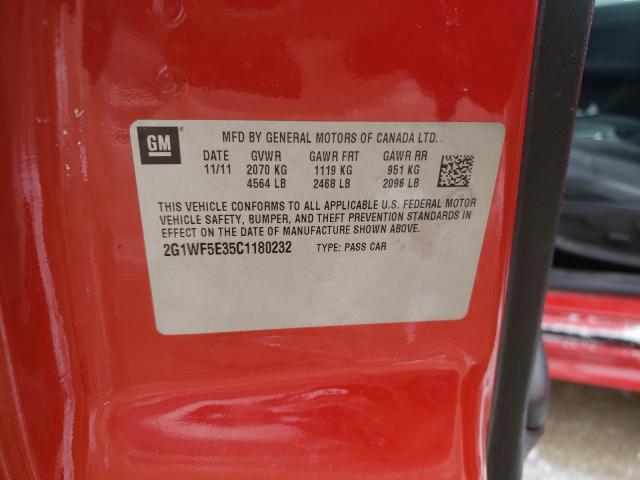 GM
MFD BY GENERAL MOTORS OF CANADA LTD.
DATE GVWR GAWR FRT GAWR RR
11/11 2070 KG 1119 KG 951 KG
4564 LB 2468 LB 2096 LB
THIS VEHICLE CONFORMS TO ALL APPLICABLE U.S. FEDERAL MOTOR
VEHICLE SAFETY, BUMPER, AND THEFT PREVENTION STANDARDS IN
EFFECT ON THE DATE OF MANUFACTURE SHOWN ABOVE.
2G1WF5E35C1180232 TYPE: PASS CAR